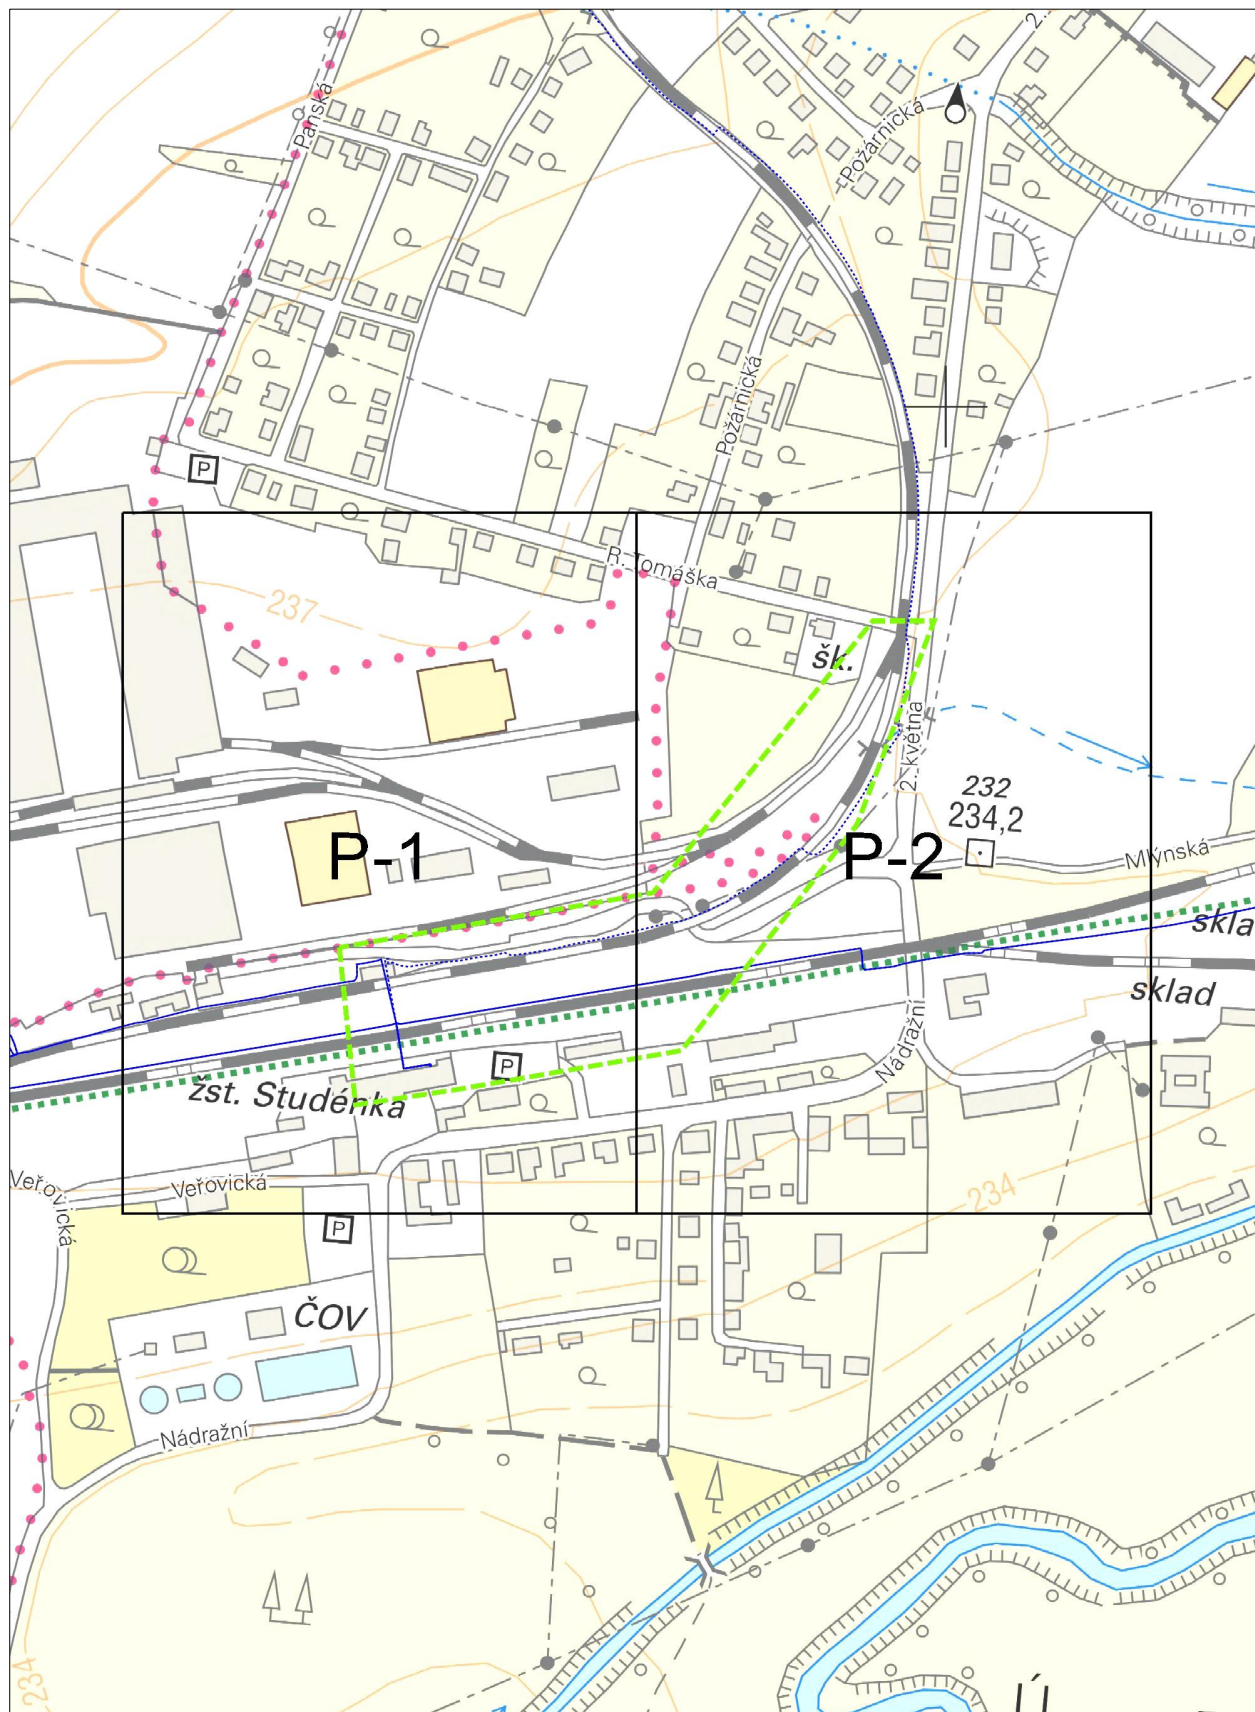 2.
Panská
Požárnická
Požárnická
P
R. Tomáška
237
šk.
2. května
232
234,2
P-1
P-2
Mlýnská
skla
sklad
P
Nádražní
žst. Studénka
Veřovická
Veřovická
234
P
ČOV
Nádražní
234
Ú